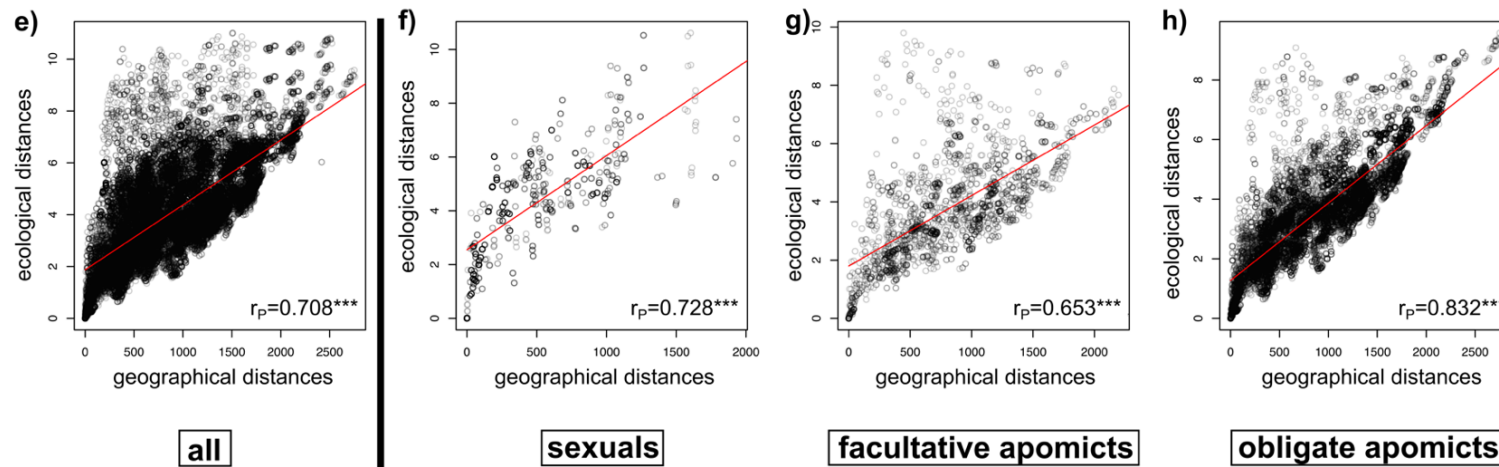 e)
ecological distances
0
2
4
6
8
10
0 500 1000 1500 2000 2500
geographical distances
rP=0.708***
all
f)
ecological distances
0
2
4
6
8
10
0 500 1000 1500 2000
geographical distances
rP=0.728***
sexuals
g)
ecological distances
0
2
4
6
8
10
0 500 1000 1500 2000
geographical distances
rP=0.653***
facultative apomicts
h)
ecological distances
0
2
4
6
8
0 500 1000 1500 2000 2500
geographical distances
rP=0.832**
obligate apomicts